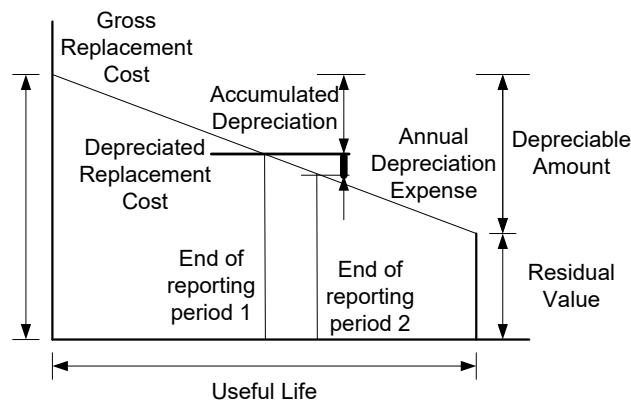 Gross
Replacement
Cost
Accumulated
Depreciation
Depreciated
Replacement
Cost
Annual
Depreciation
Expense
Depreciable
Amount
End of
reporting
period 1
End of
reporting
period 2
Residual
Value
Useful Life